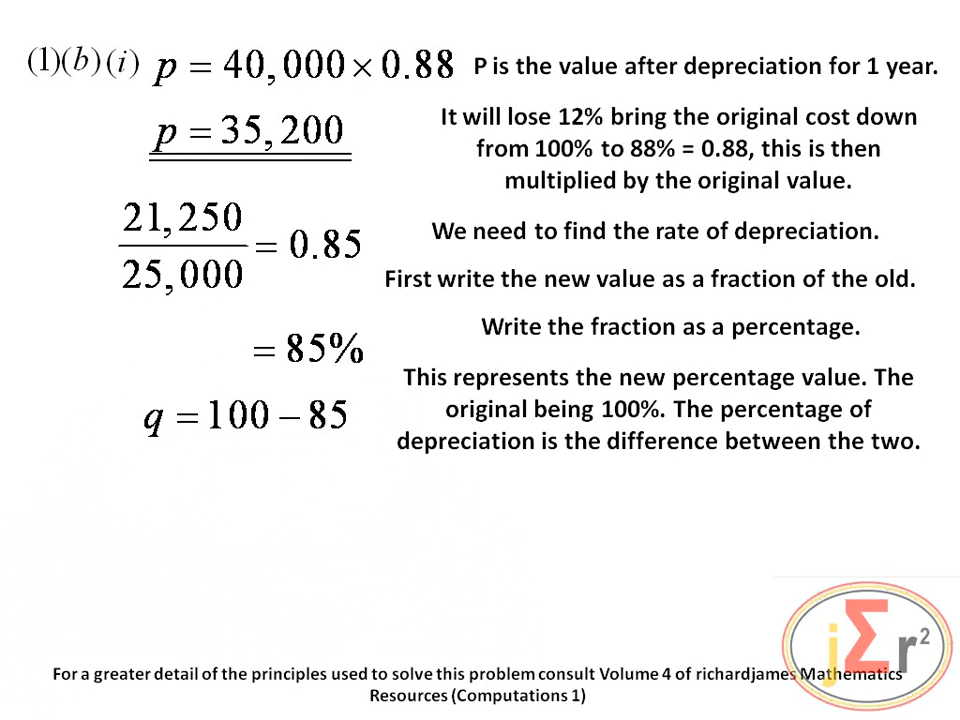 (1)(b)(i) p = 40,000 × 0.88 P is the value after depreciation for 1 year.
p = 35,200
It will lose 12% bring the original cost down
from 100% to 88% = 0.88, this is then
multiplied by the original value.
21,250
25,000
= 0.85
We need to find the rate of depreciation.
First write the new value as a fraction of the old.
Write the fraction as a percentage.
= 85%
This represents the new percentage value. The
original being 100%. The percentage of
depreciation is the difference between the two.
q = 100 − 85
jΣr²
For a greater detail of the principles used to solve this problem consult Volume 4 of richardjames Mathematics
Resources (Computations 1)